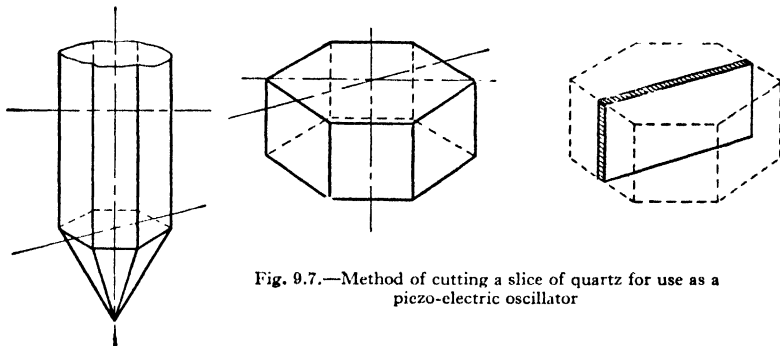 Fig. 9.7.—Method of cutting a slice of quartz for use as a
piezo-electric oscillator